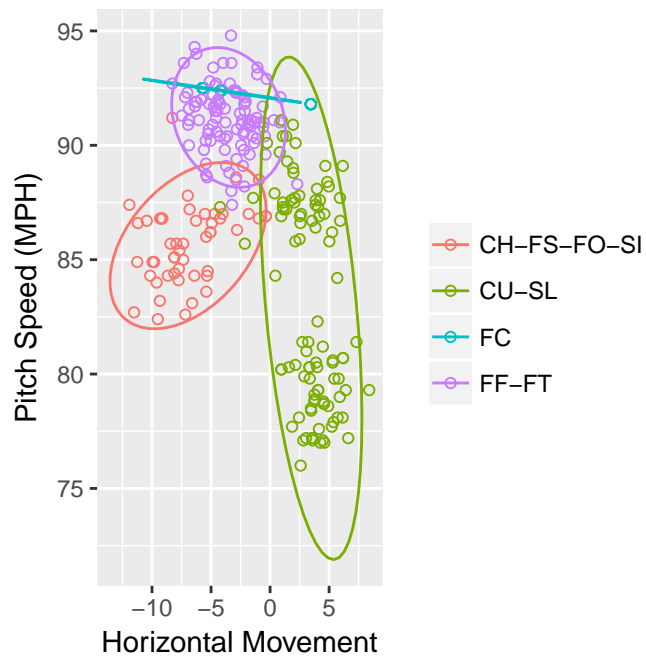 95
90
85
80
75
−10
−5
0
5
Pitch Speed (MPH)
Horizontal Movement
CH−FS−FO−SI
CU−SL
FC
FF−FT